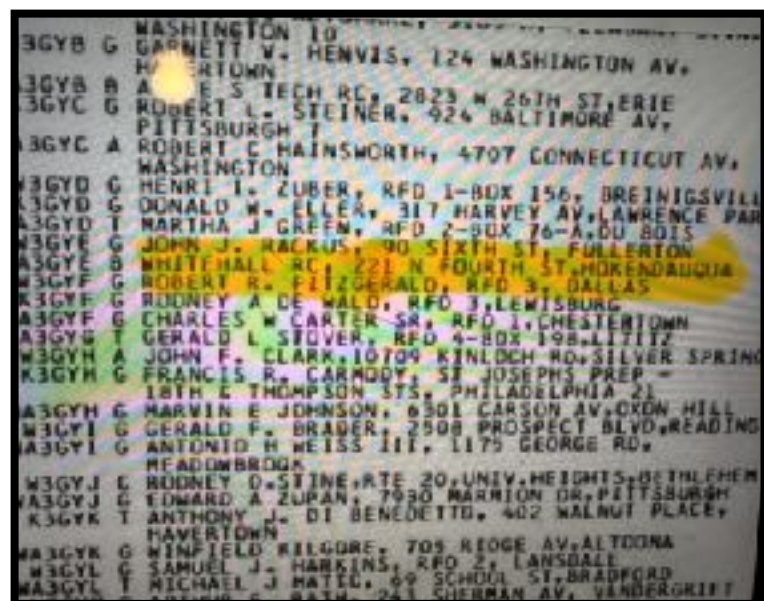 WASHINGTON 10
3GYB G GARNETT V. HENVIS, 124 WASHINGTON AV,
HAVERTOWN
3GYB B S TECH RC, 2823 W 26TH ST, ERIE
3GYC G ROBERT L. STEINER, 924 BALTIMORE AV,
PITTSBURGH 7
3GYC A ROBERT C HAINSWORTH, 4707 CONNECTICUT AV,
WASHINGTON
3GYD G HENRI I. ZUBER, RFD 1-BOX 156, BREINIGSVILL
3GYD G DONALD W. ELLER, 317 HARVEY AV, LAWRENCE PAR
A3GYD T MARTHA J GREEN, RFD 2-BOX 76-A, DU BOIS
W3GYE G JOHN J. RACKUS, 90 SIXTH ST, FULLERTON
A3GYE B WHITEHALL RC, 221 N FOURTH ST, HOKENDAUQUA
W3GYF G ROBERT R. FITZGERALD, RFD 3, DALLAS
K3GYF G RODNEY A DE WALD, RFD 3, LEWISBURG
A3GYF G CHARLES W CARTER SR, RFD 1, CHESTERTOWN
A3GYG T GERALD L STOVER, RFD 4-BOX 198, LITITZ
W3GYH A JOHN F. CLARK, 10709 KINLOCH RD, SILVER SPRING
K3GYH G FRANCIS R. CARMODY, ST JOSEPHS PREP -
18TH & THOMPSON STS, PHILADELPHIA 21
A3GYH G MARVIN E JOHNSON, 6301 CARSON AV, OXON HILL
W3GYI G GERALD F. BRADER, 2508 PROSPECT BLVD, READING
A3GYI G ANTONIO H WEISS III, 1175 GEORGE RD,
MEADOWBROOK
W3GYJ G RODNEY D. STINE, RTE 20, UNIV. HEIGHTS, BETHLEHEM
WA3GYJ G EDWARD A ZUPAN, 7930 MARMION DR, PITTSBURGH
K3GYK T ANTHONY J. DI BENEDETTO, 402 WALNUT PLACE,
HAVERTOWN
WA3GYK G WINFIELD KILGORE, 709 RIDGE AV, ALTOONA
W3GYL G SAMUEL J. HARKINS, RFD 2, LANSDALE
WA3GYL T MICHAEL J MATIC, 69 SCHOOL ST, BRADFORD
SHERMAN AV, VANDERGRIFT